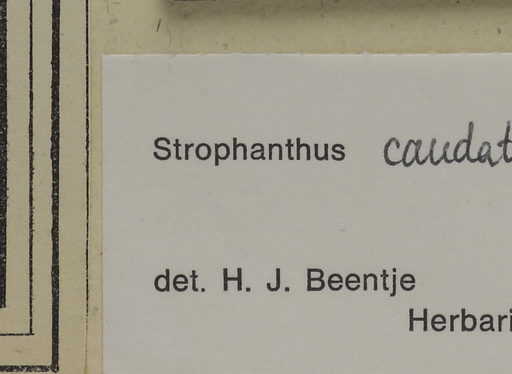 Strophanthus caudat
det. H. J. Beentje
Herbari